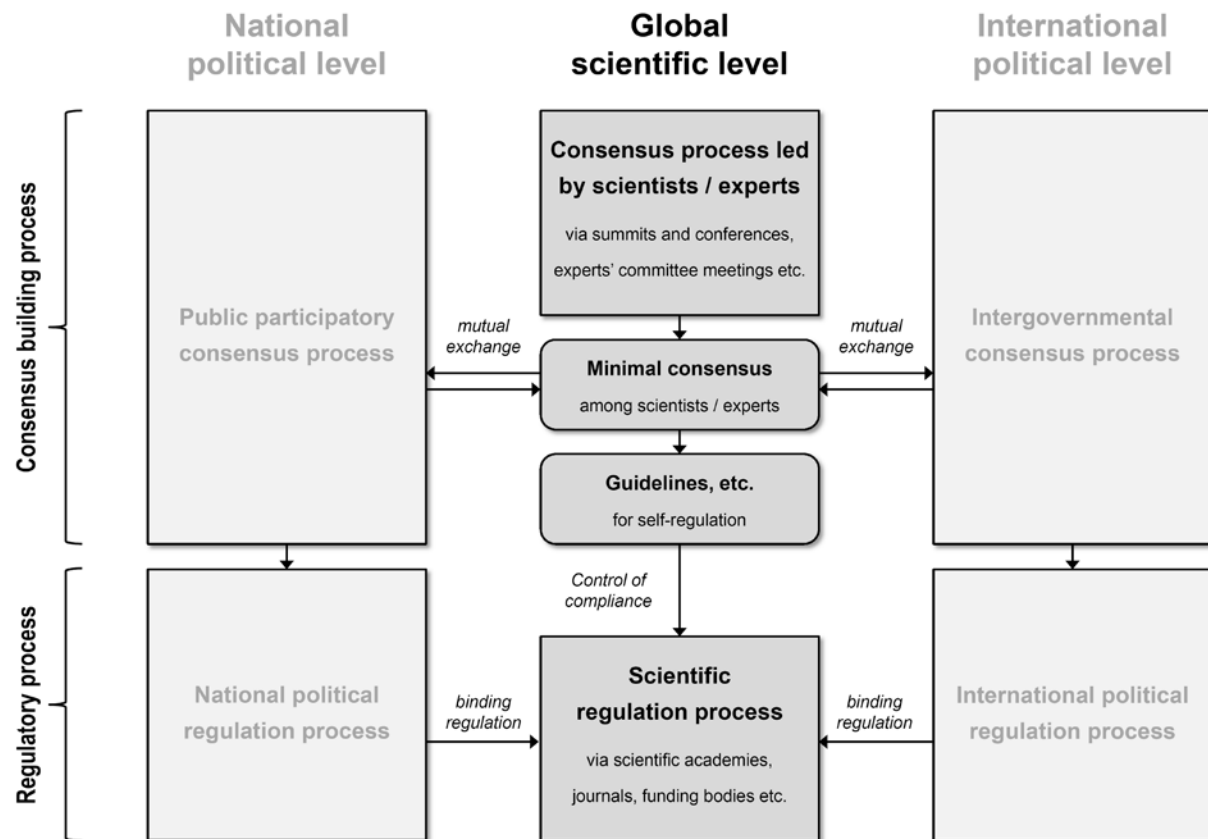 National
political level
Global
scientific level
International
political level
Consensus building process
Public participatory
consensus process
Consensus process led
by scientists / experts
via summits and conferences,
experts’ committee meetings etc.
Intergovernmental
consensus process
mutual
exchange
mutual
exchange
Minimal consensus
among scientists / experts
Guidelines, etc.
for self-regulation
Control of
compliance
Regulatory process
National political
regulation process
binding
regulation
Scientific
regulation process
via scientific academies,
journals, funding bodies etc.
binding
regulation
International political
regulation process